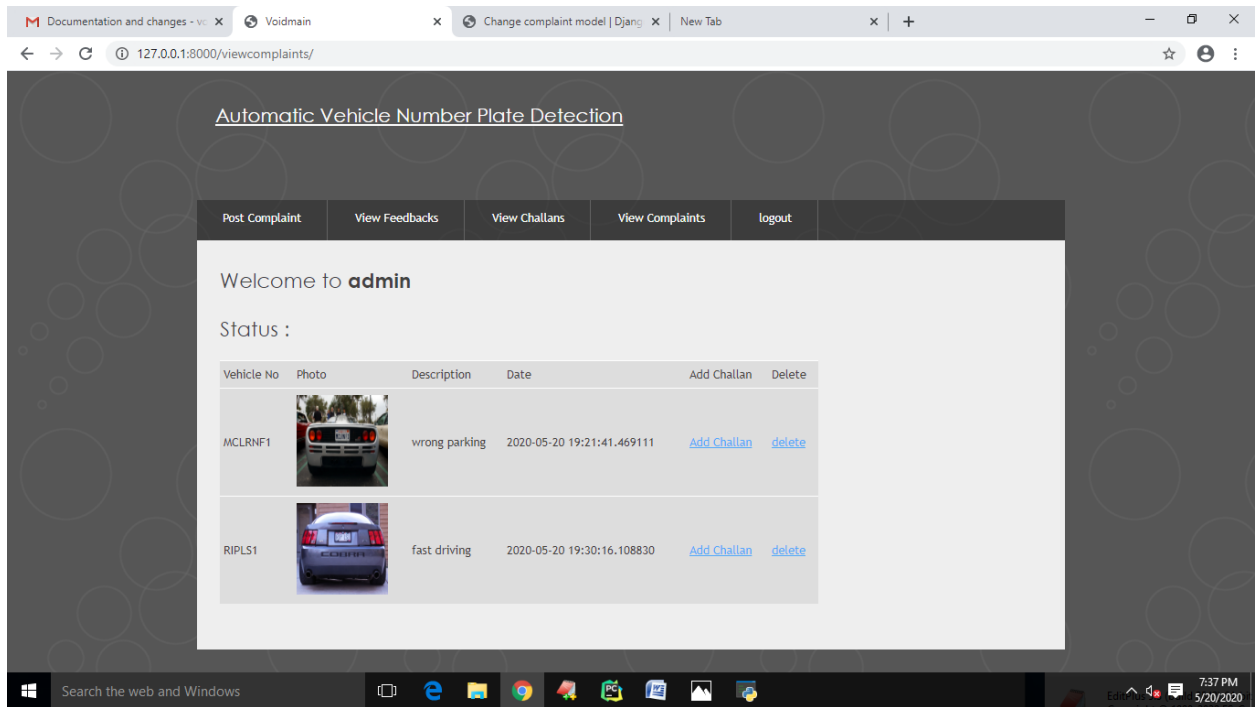 Documentation and changes - vo
Voidmain
Change complaint model | Djang
New Tab
127.0.0.1:8000/viewcomplaints/
Automatic Vehicle Number Plate Detection
Post Complaint View Feedbacks View Challans View Complaints logout
Welcome to admin
Status :
Vehicle No Photo Description Date Add Challan Delete
MCLRNF1 wrong parking 2020-05-20 19:21:41.469111 Add Challan delete
RIPLS1 fast driving 2020-05-20 19:30:16.108830 Add Challan delete
COBRA
Search the web and Windows
7:37 PM
5/20/2020